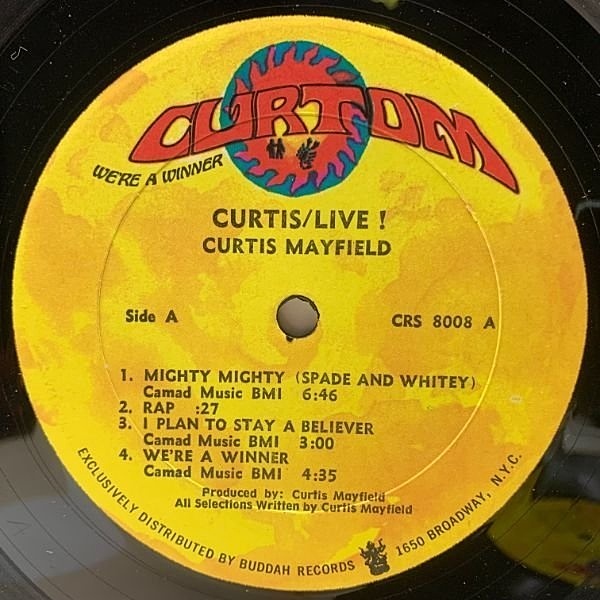 CURTOM
WE'RE A WINNER
CURTIS/LIVE !
CURTIS MAYFIELD
Side A
CRS 8008 A
1. MIGHTY MIGHTY (SPADE AND WHITEY)
Camad Music BMI 6:46
2. RAP :27
3. I PLAN TO STAY A BELIEVER
Camad Music BMI 3:00
4. WE'RE A WINNER
Camad Music BMI 4:35
Produced by: Curtis Mayfield
All Selections Written by Curtis Mayfield
EXCLUSIVELY DISTRIBUTED BY BUDDAH RECORDS 1650 BROADWAY, N.Y.C.